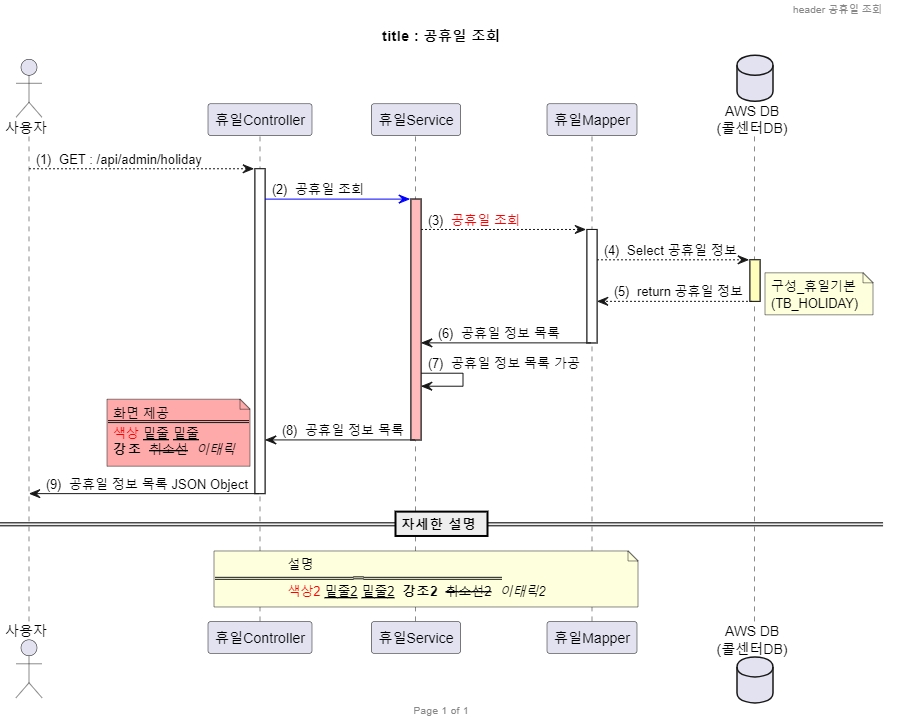 header 공휴일 조회
title : 공휴일 조회
사용자
휴일Controller
휴일Service
휴일Mapper
AWS DB
(콜센터DB)
(1) GET : /api/admin/holiday
(2) 공휴일 조회
(3) 공휴일 조회
(4) Select 공휴일 정보
(5) return 공휴일 정보
구성_휴일기본
(TB_HOLIDAY)
(6) 공휴일 정보 목록
(7) 공휴일 정보 목록 가공
화면 제공
색상 밑줄 밑줄
강조 취소선 이태릭
(8) 공휴일 정보 목록
(9) 공휴일 정보 목록 JSON Object
자세한 설명
설명
색상2 밑줄2 밑줄2 강조2 취소선2 이태릭2
사용자
휴일Controller
휴일Service
휴일Mapper
AWS DB
(콜센터DB)
Page 1 of 1